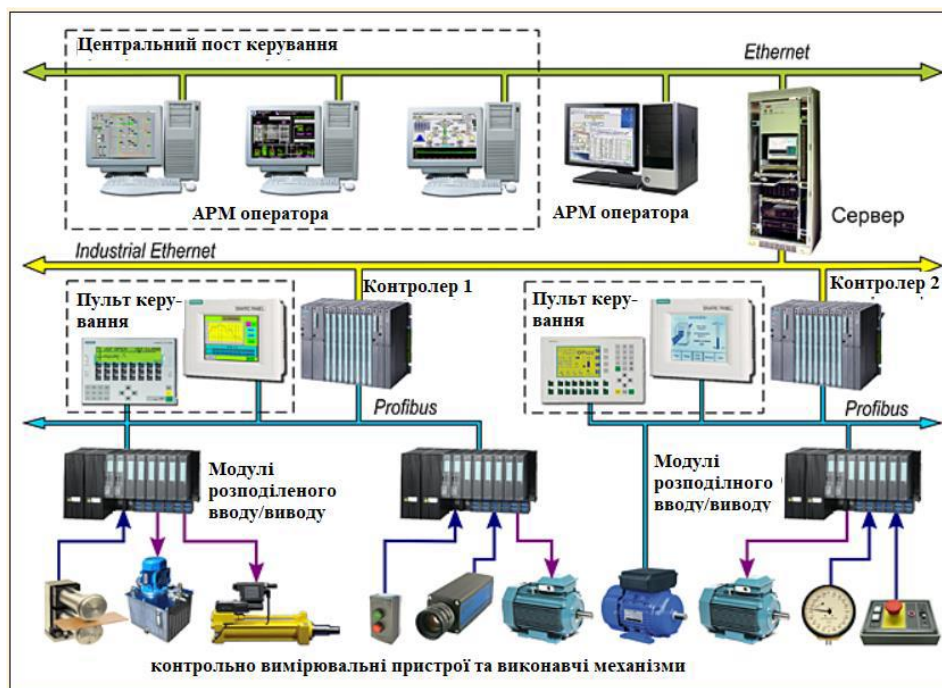 Центральний пост керування
Ethernet
АРМ оператора
АРМ оператора
Сервер
Industrial Ethernet
Пульт керу-
вання
Контролер 1
Пульт керу-
вання
Контролер 2
Profibus
Profibus
Модулі
розподіленого
вводу/виводу
Модулі
розподілного
вводу/виводу
контрольно вимірювальні пристрої та виконавчі механізми